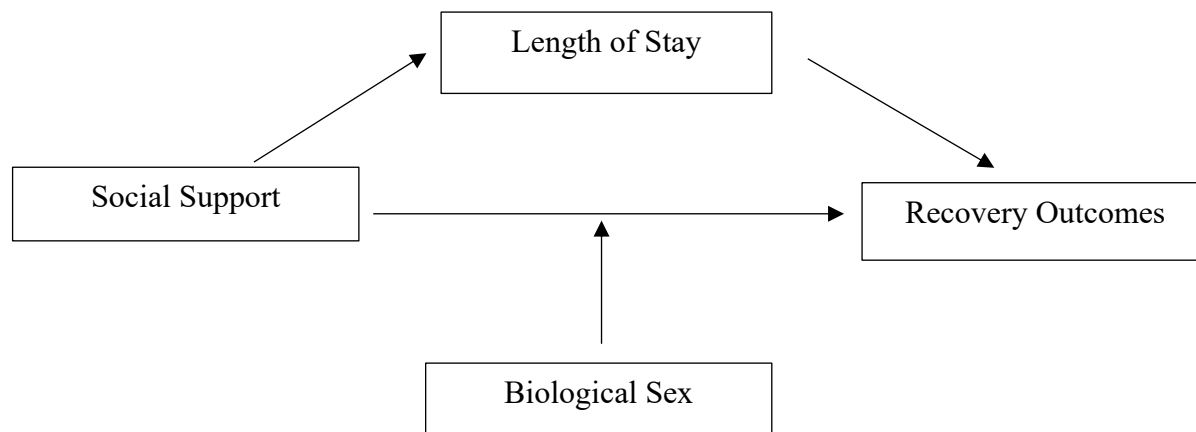 Length of Stay
Social Support
Recovery Outcomes
Biological Sex